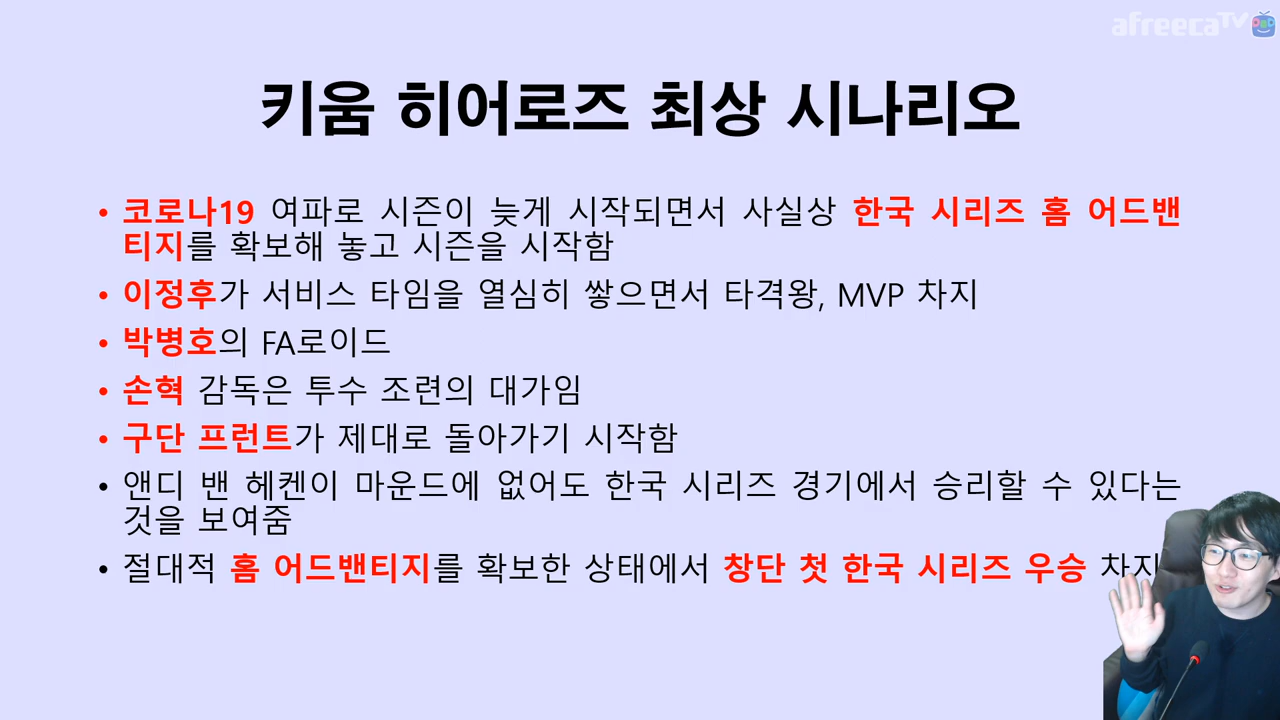 afreecaTV
키움 히어로즈 최상 시나리오
• 코로나19 여파로 시즌이 늦게 시작되면서 사실상 한국 시리즈 홈 어드밴
티지를 확보해 놓고 시즌을 시작함
• 이정후가 서비스 타임을 열심히 쌓으면서 타격왕, MVP 차지
• 박병호의 FA로이드
• 손혁 감독은 투수 조련의 대가임
• 구단 프런트가 제대로 돌아가기 시작함
• 앤디 밴 헤켄이 마운드에 없어도 한국 시리즈 경기에서 승리할 수 있다는
것을 보여줌
• 절대적 홈 어드밴티지를 확보한 상태에서 창단 첫 한국 시리즈 우승 차지